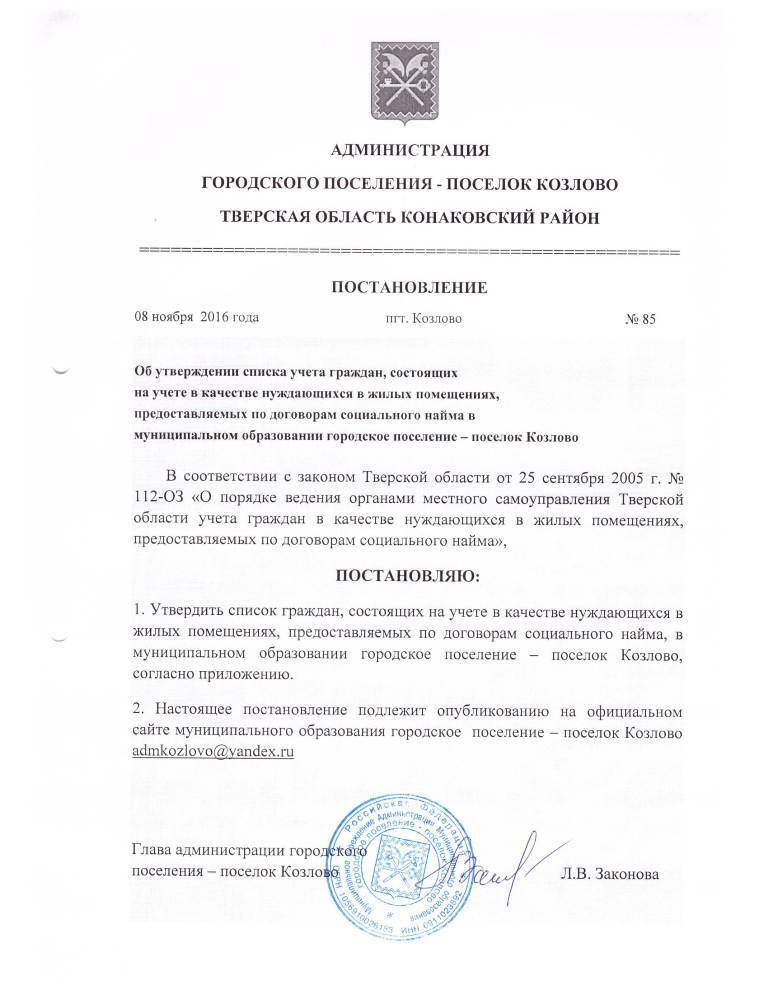 АДМИНИСТРАЦИЯ
ГОРОДСКОГО ПОСЕЛЕНИЯ - ПОСЕЛОК КОЗЛОВО
ТВЕРСКАЯ ОБЛАСТЬ КОНАКОВСКИЙ РАЙОН
ПОСТАНОВЛЕНИЕ
08 ноября 2016 года пгт. Козлово № 85
Об утверждении списка учета граждан, состоящих
на учете в качестве нуждающихся в жилых помещениях,
предоставляемых по договорам социального найма в
муниципальном образовании городское поселение – поселок Козлово
В соответствии с законом Тверской области от 25 сентября 2005 г. №
112-ОЗ «О порядке ведения органами местного самоуправления Тверской
области учета граждан в качестве нуждающихся в жилых помещениях,
предоставляемых по договорам социального найма»,
ПОСТАНОВЛЯЮ:
1. Утвердить список граждан, состоящих на учете в качестве нуждающихся в
жилых помещениях, предоставляемых по договорам социального найма, в
муниципальном образовании городское поселение – поселок Козлово,
согласно приложению.
2. Настоящее постановление подлежит опубликованию на официальном
сайте муниципального образования городское поселение – поселок Козлово
admkozlovo@yandex.ru
Глава администрации городского
поселения – поселок Козлово Л.В. Законова
Российская Федерация
Муниципальное учреждение Администрация Муниципального образования
городское поселение - поселок Козлово
ИНН